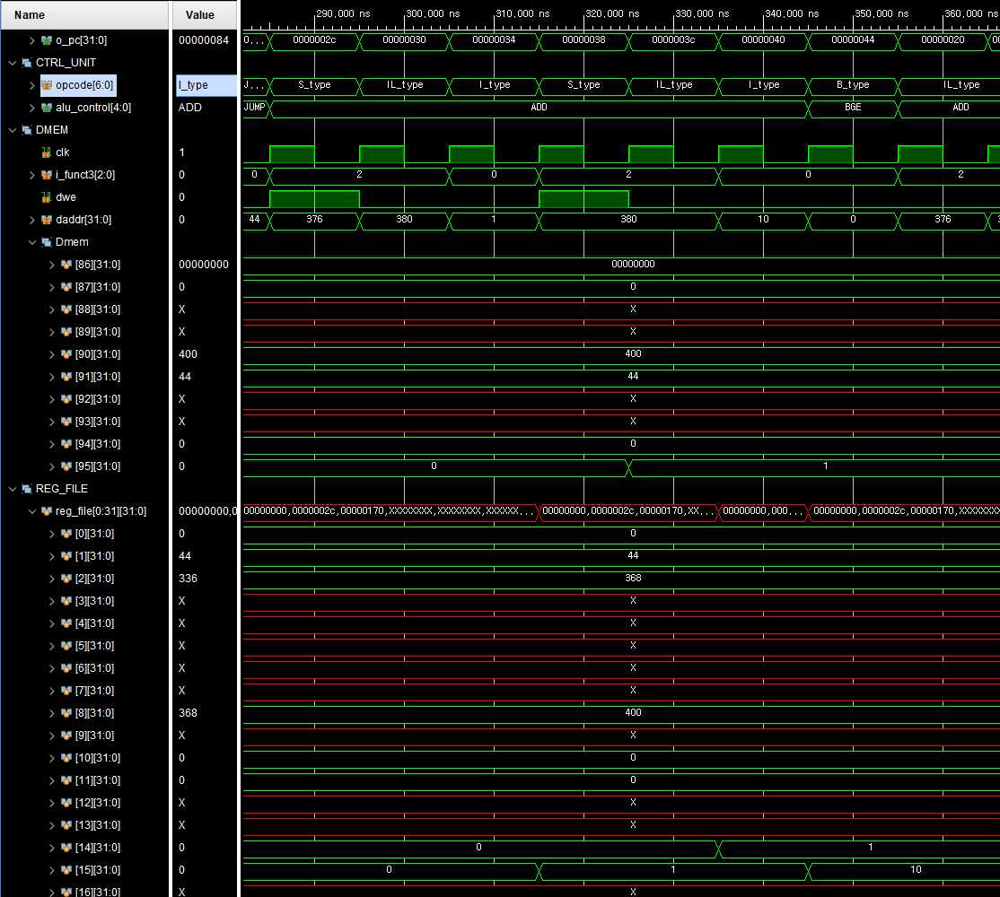 Name Value 290,000 ns 300,000 ns 310,000 ns 320,000 ns 330,000 ns 340,000 ns 350,000 ns 360,000 ns
o_pc[31:0] 00000084 0... 0000002c 00000030 00000034 00000038 0000003c 00000040 00000044 00000020
CTRL_UNIT
opcode[6:0] I_type J... S_type IL_type I_type S_type IL_type I_type B_type IL_type
alu_control[4:0] ADD JUMP ADD BGE ADD
DMEM
clk 1
i_funct3[2:0] 0 0 2 0 2 0 2
dwe 0
daddr[31:0] 0 44 376 380 1 380 10 0 376
Dmem
[86][31:0] 00000000 00000000
[87][31:0] 0 0
[88][31:0] X X
[89][31:0] X X
[90][31:0] 400 400
[91][31:0] 44 44
[92][31:0] X X
[93][31:0] X X
[94][31:0] 0 0
[95][31:0] 0 0 1
REG_FILE
reg_file[0:31][31:0] 00000000,0 00000000,0000002c,00000170,XXXXXXXX,XXXXXXXX,XXXXXX... 00000000,0000002c,00000170,XX... 00000000,000... 00000000,0000002c,00000170,XXXXXXXX
[0][31:0] 0 0
[1][31:0] 44 44
[2][31:0] 336 368
[3][31:0] X X
[4][31:0] X X
[5][31:0] X X
[6][31:0] X X
[7][31:0] X X
[8][31:0] 368 400
[9][31:0] X X
[10][31:0] 0 0
[11][31:0] 0 0
[12][31:0] X X
[13][31:0] X X
[14][31:0] 0 0 1
[15][31:0] 0 0 1 10
[16][31:0] X X